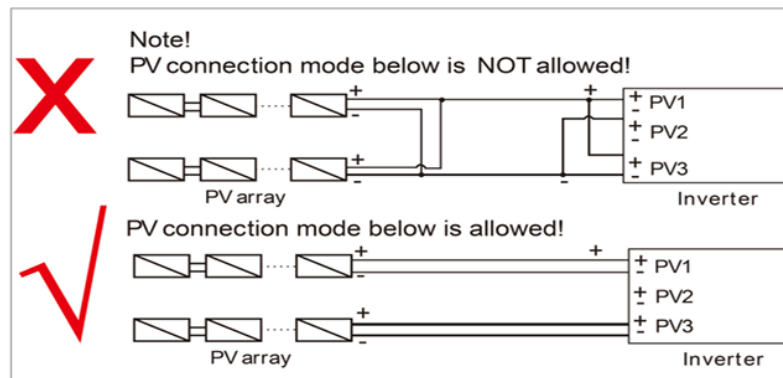 Note!
PV connection mode below is NOT allowed!
+ + + PV1
- -
+ PV2
-
+ + PV3
- - -
PV array Inverter
PV connection mode below is allowed!
+ + + PV1
- -
+ PV2
-
+ + PV3
- -
PV array Inverter